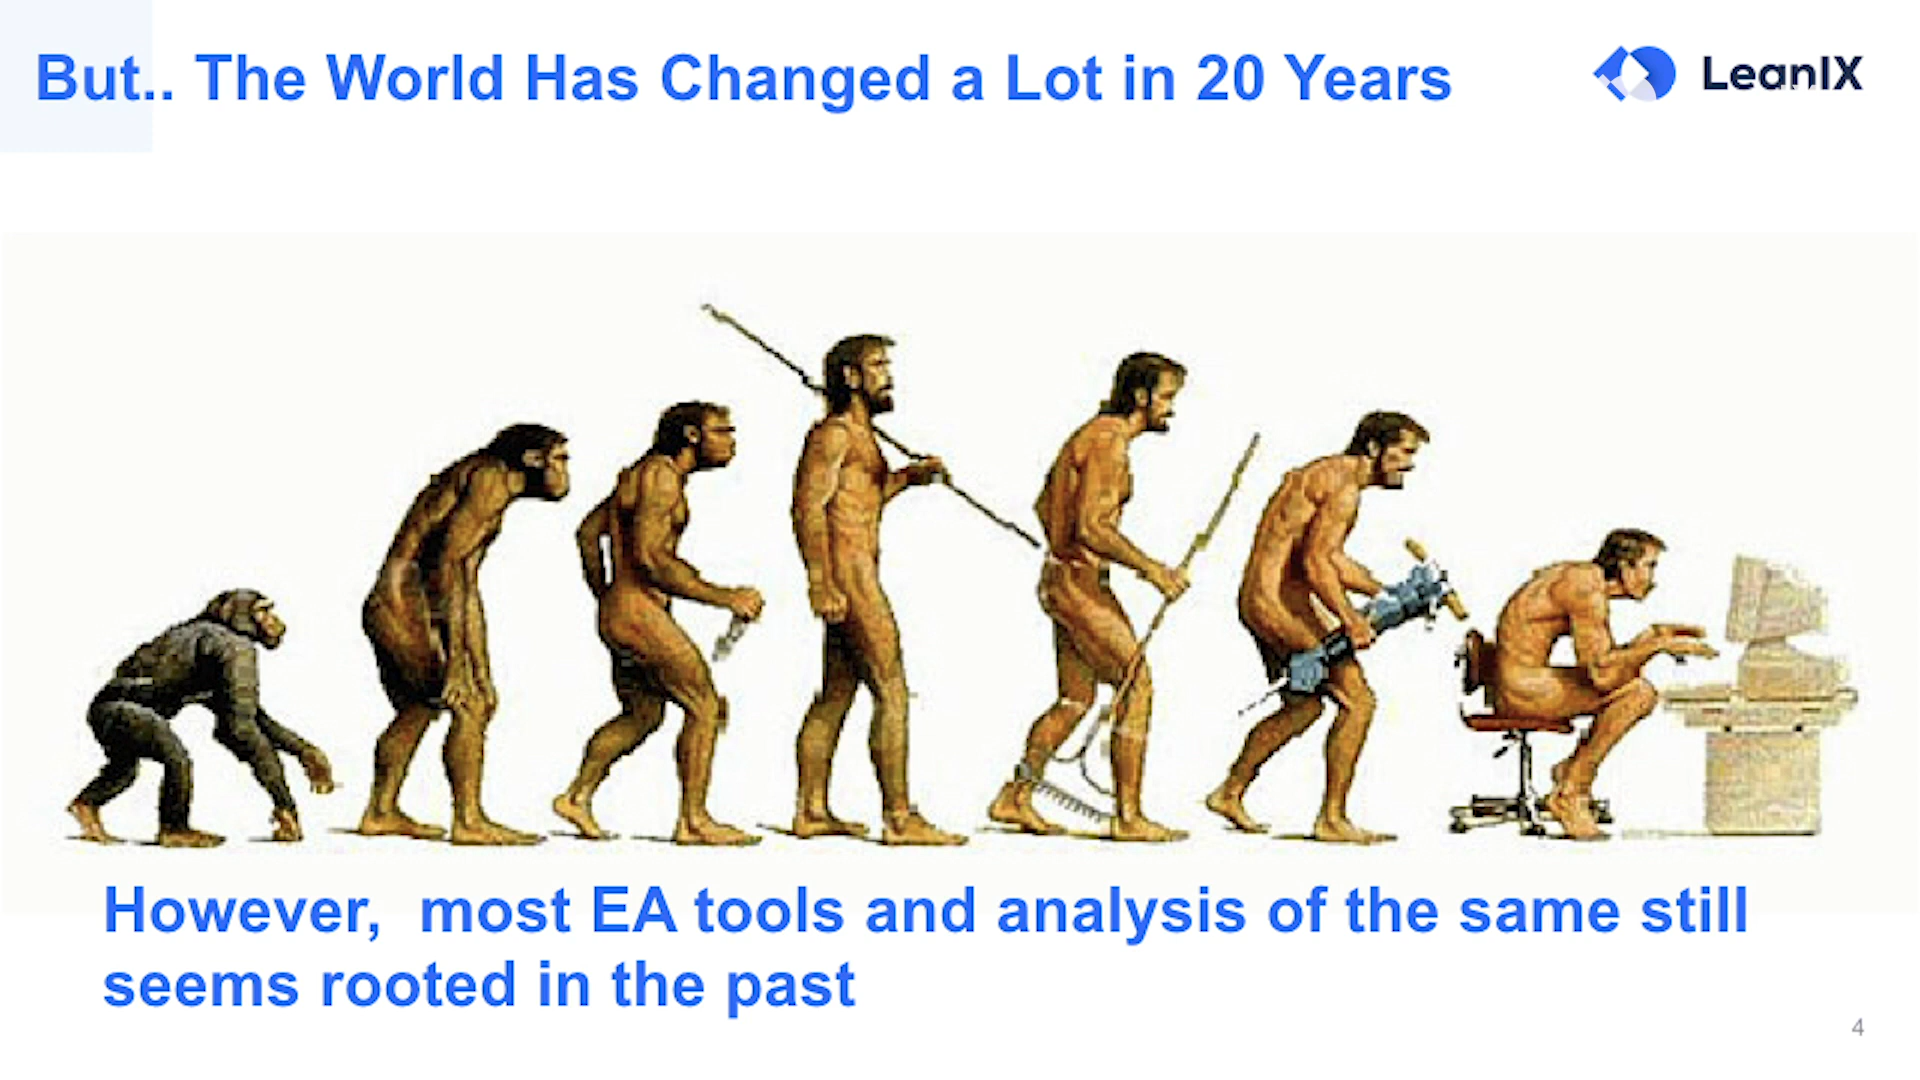 But.. The World Has Changed a Lot in 20 Years
LeanIX
However,  most EA tools and analysis of the same still
seems rooted in the past
4